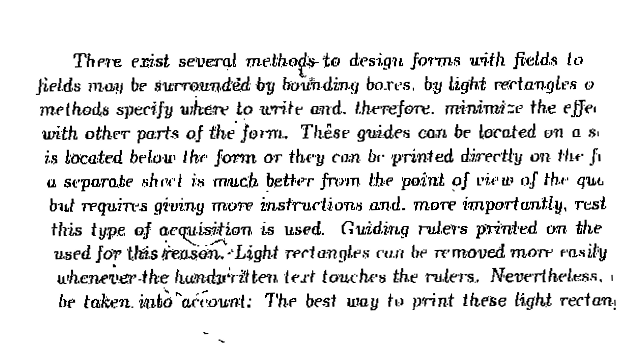 There exist several methods to design forms with fields to
fields may be surrounded by bounding boxes, by light rectangles o
methods specify where to write and, therefore, minimize the effe
with other parts of the form. These guides can be located on a s
is located below the form or they can be printed directly on the f
a separate sheet is much better from the point of view of the qua
but requires giving more instructions and, more importantly, rest
this type of acquisition is used. Guiding rulers printed on the
used for this reason. Light rectangles can be removed more easily
whenever the handwritten text touches the rulers. Nevertheless,
be taken into account: The best way to print these light rectan